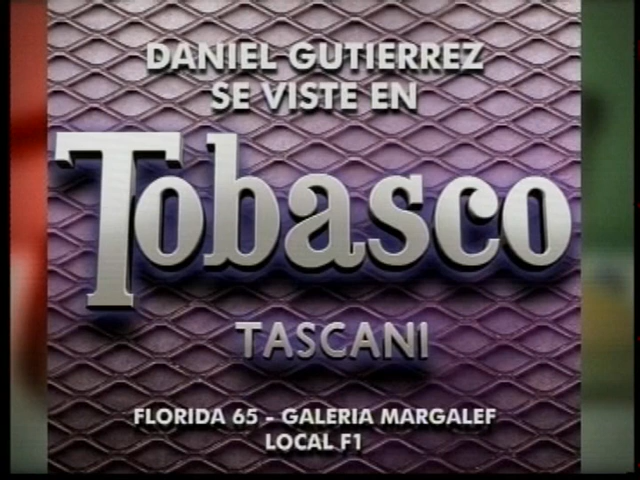 DANIEL GUTIERREZ
SE VISTE EN
Tobasco
TASCANI
FLORIDA 65 - GALERIA MARGALEF
LOCAL F1